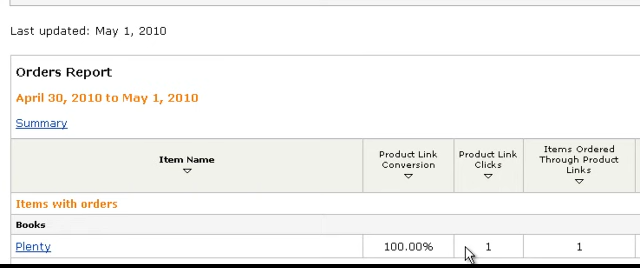 Last updated: May 1, 2010
Orders Report
April 30, 2010 to May 1, 2010
Summary
Item Name
Product Link
Conversion
Product Link
Clicks
Items Ordered
Through Product
Links
Items with orders
Books
Plenty 100.00% 1 1